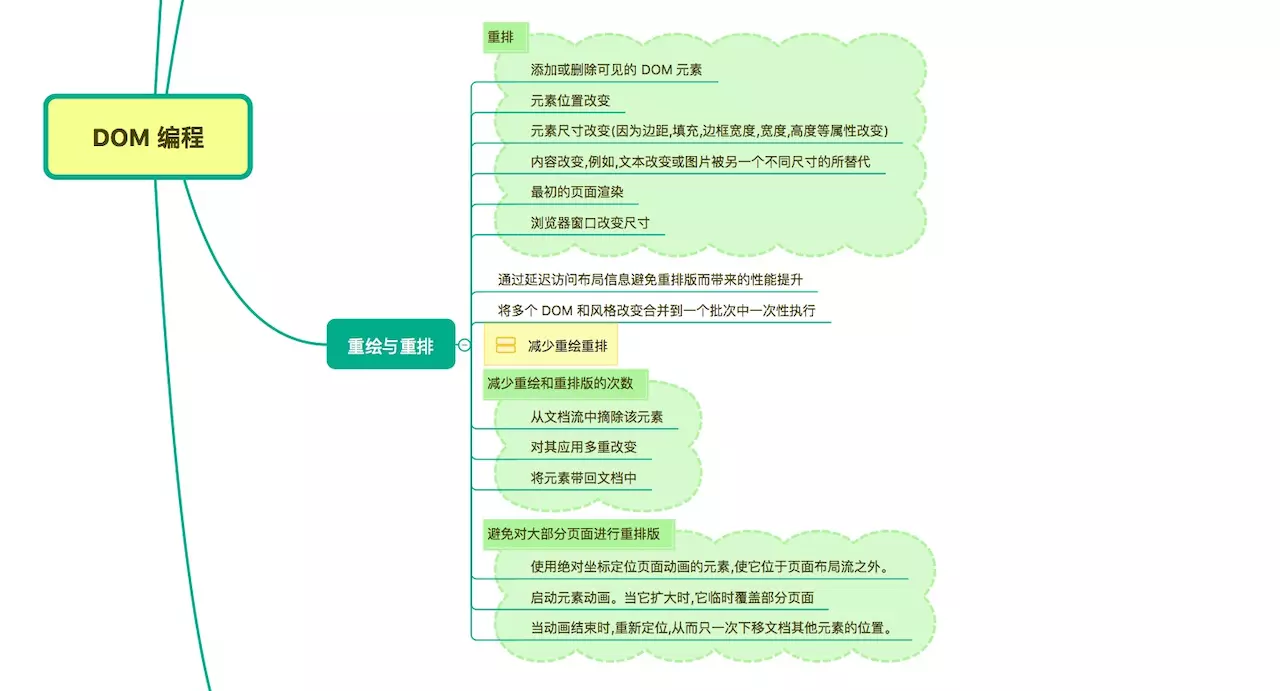 重排
添加或删除可见的 DOM 元素
元素位置改变
DOM 编程
元素尺寸改变(因为边距,填充,边框宽度,宽度,高度等属性改变)
内容改变,例如,文本改变或图片被另一个不同尺寸的所替代
最初的页面渲染
浏览器窗口改变尺寸
通过延迟访问布局信息避免重排版而带来的性能提升
将多个 DOM 和风格改变合并到一个批次中一次性执行
重绘与重排
减少重绘重排
减少重绘和重排版的次数
从文档流中摘除该元素
对其应用多重改变
将元素带回文档中
避免对大部分页面进行重排版
使用绝对坐标定位页面动画的元素,使它位于页面布局流之外。
启动元素动画。当它扩大时,它临时覆盖部分页面
当动画结束时,重新定位,从而只一次下移文档其他元素的位置。